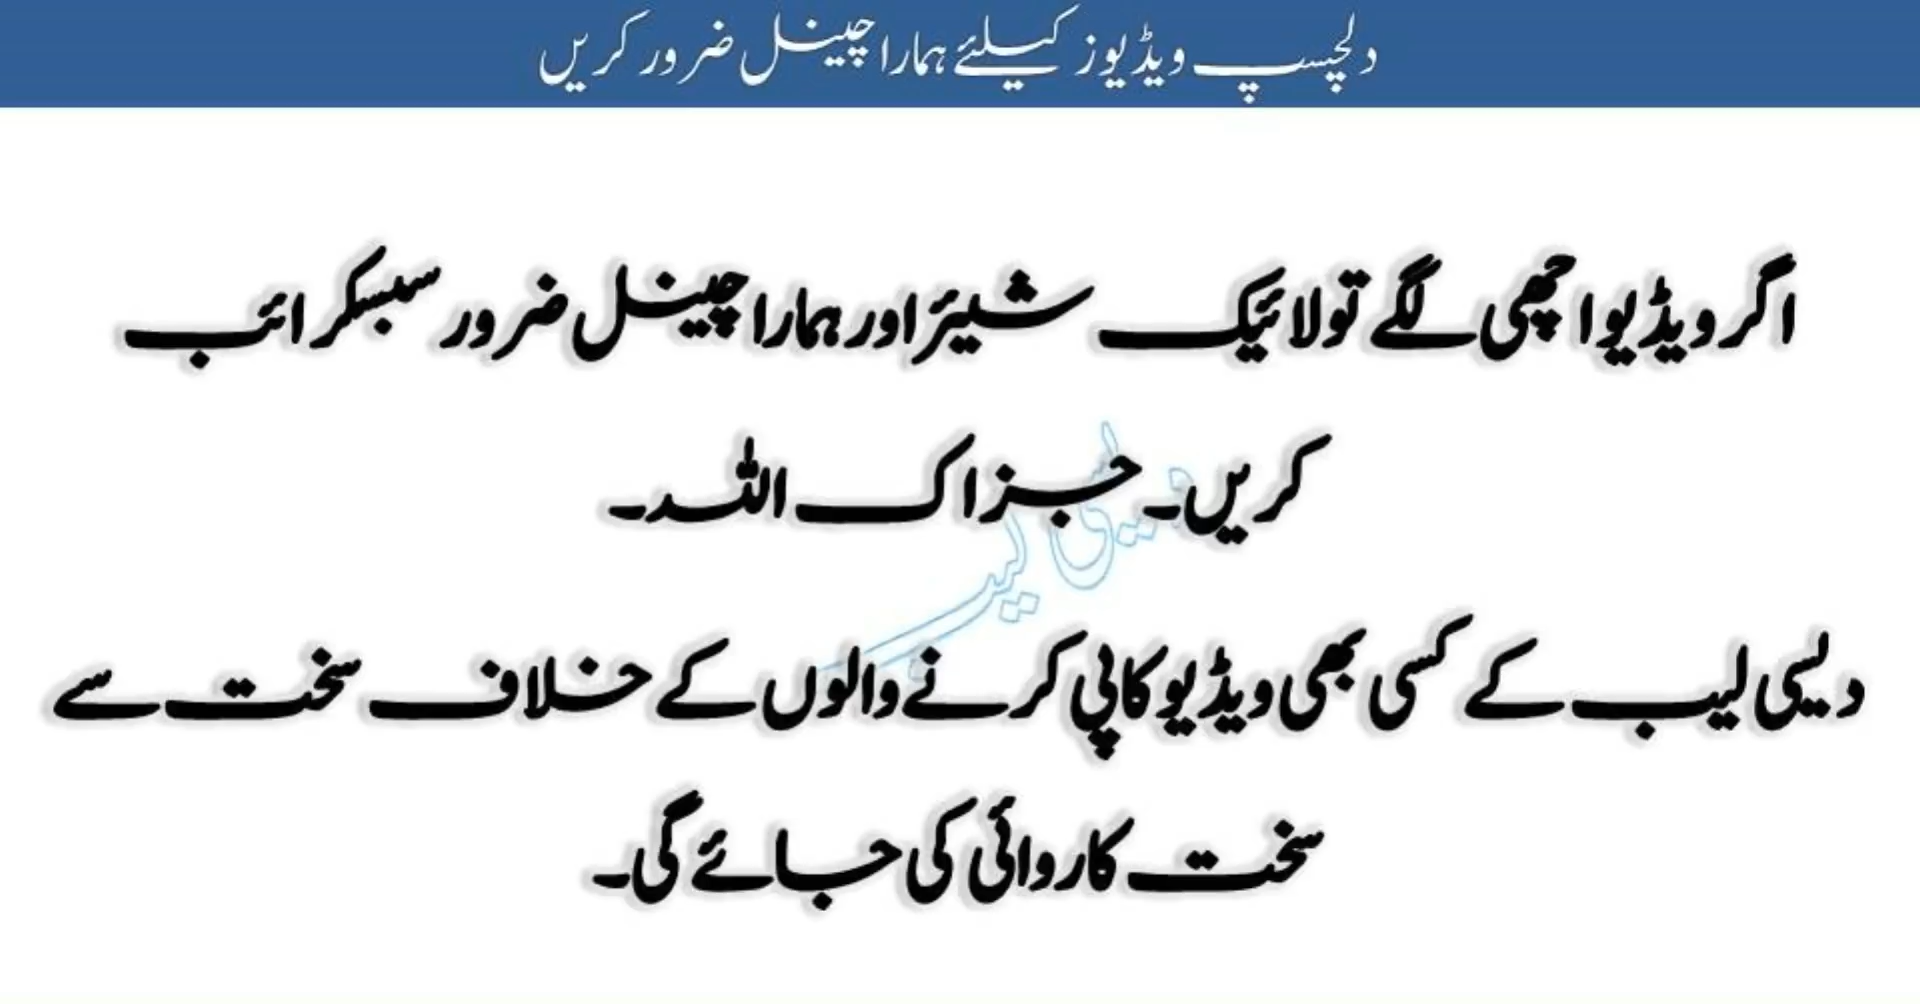 دلچسپ ویڈیوز کیلئے ہمارا چینل ضرور کریں
اگر ویڈیو اچھی لگے تو لائیک شیئر اور ہمارا چینل ضرور سبسکرائب
کریں۔ جزاک اللہ۔
دیسی لیب
دیسی لیب کے کسی بھی ویڈیو کاپی کرنے والوں کے خلاف سخت سے
سخت کاروائی کی جائے گی۔